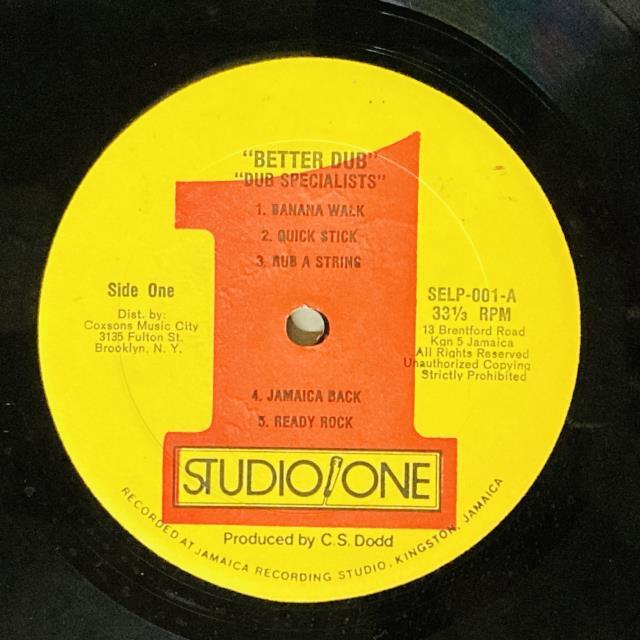 "BETTER DUB"
"DUB SPECIALISTS"
1. BANANA WALK
2. QUICK STICK
3. RUB A STRING
Side One
Dist. by:
Coxsons Music City
3135 Fulton St.
Brooklyn, N. Y.
SELP-001-A
33⅓ RPM
13 Brentford Road
Kgn 5 Jamaica
All Rights Reserved
Unauthorized Copying
Strictly Prohibited
4. JAMAICA BACK
5. READY ROCK
STUDIO ONE
Produced by C.S. Dodd
RECORDED AT JAMAICA RECORDING STUDIO, KINGSTON, JAMAICA